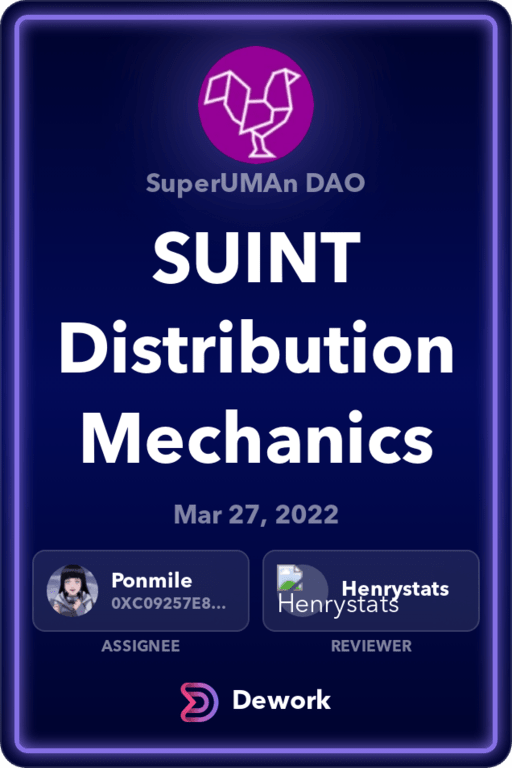 SuperUMAn DAO
SUINT
Distribution
Mechanics
Mar 27, 2022
Ponmile
0XC09257E8...
Henrystats
Henrystats
ASSIGNEE
REVIEWER
Dework